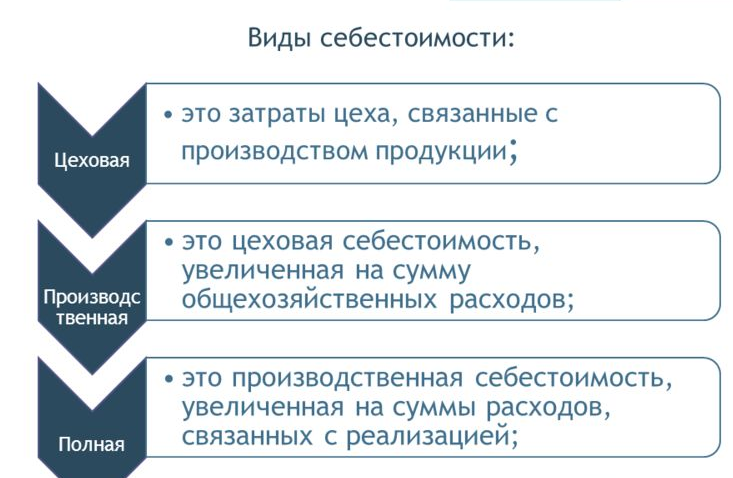 Виды себестоимости:
Цеховая
• это затраты цеха, связанные с
производством продукции;
Производс
твенная
• это цеховая себестоимость,
увеличенная на сумму
общехозяйственных расходов;
Полная
• это производственная себестоимость,
увеличенная на суммы расходов,
связанных с реализацией;